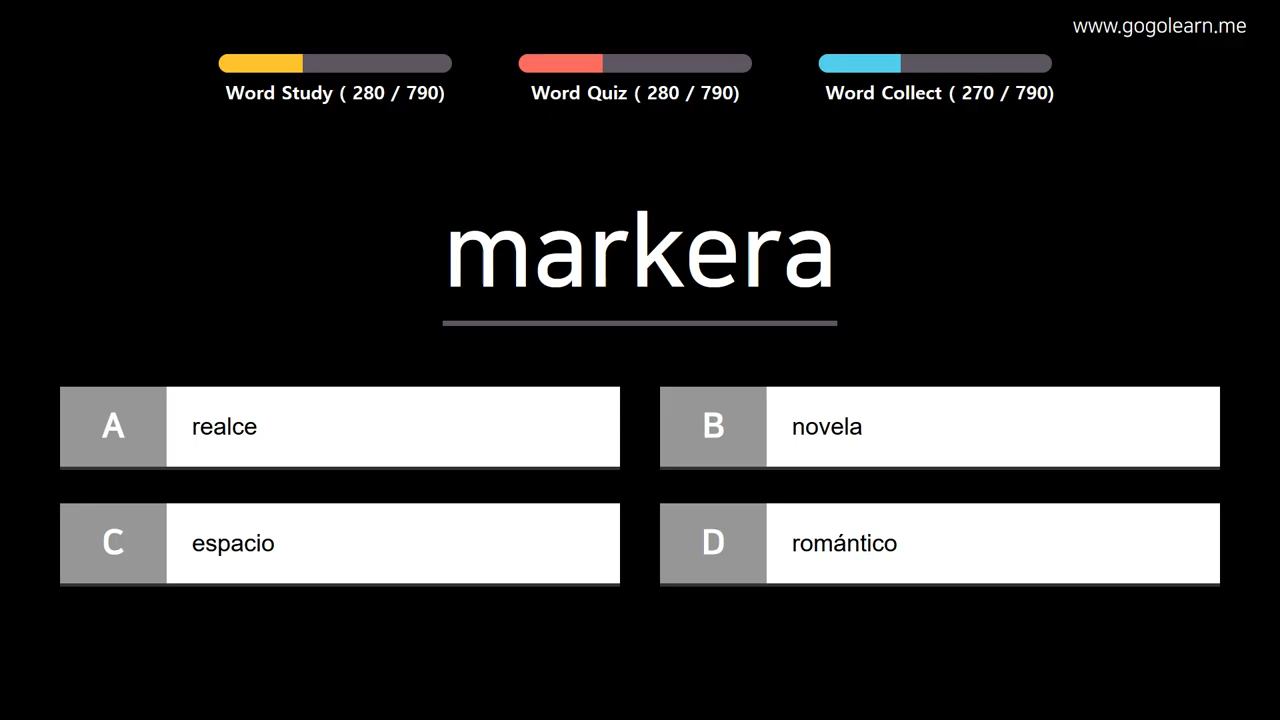 www.gogolearn.me
Word Study ( 280 / 790)
Word Quiz ( 280 / 790)
Word Collect ( 270 / 790)
markera
A realce
B novela
C espacio
D romántico